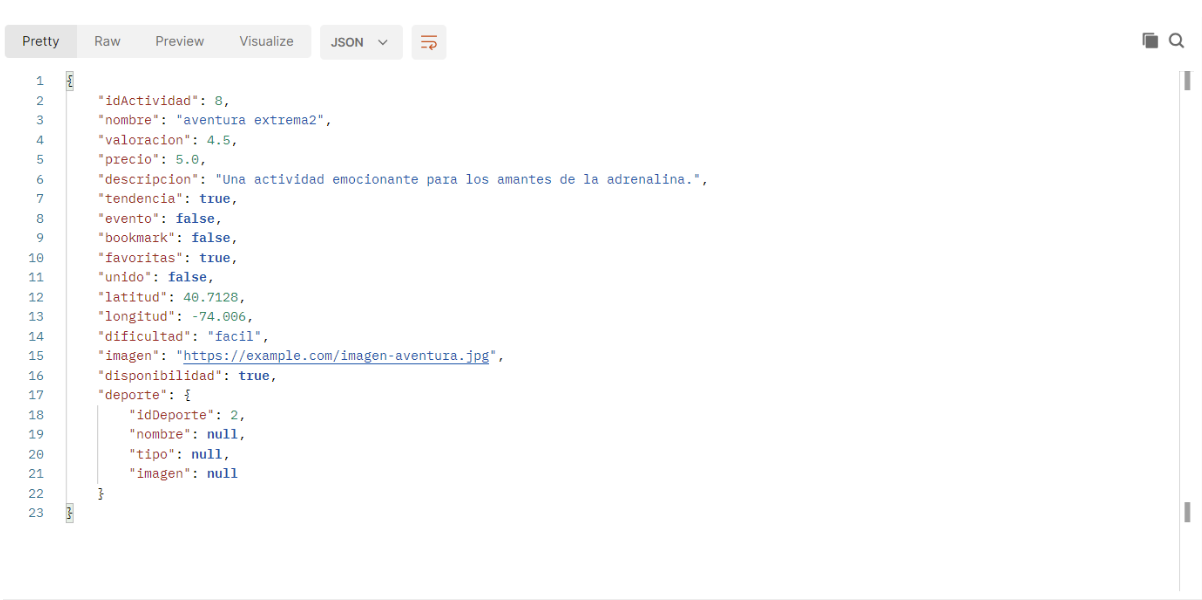 Pretty Raw Preview Visualize JSON
1 {
2 "idActividad": 8,
3 "nombre": "aventura extrema2",
4 "valoracion": 4.5,
5 "precio": 5.0,
6 "descripcion": "Una actividad emocionante para los amantes de la adrenalina.",
7 "tendencia": true,
8 "evento": false,
9 "bookmark": false,
10 "favoritas": true,
11 "unido": false,
12 "latitud": 40.7128,
13 "longitud": -74.006,
14 "dificultad": "facil",
15 "imagen": "https://example.com/imagen-aventura.jpg",
16 "disponibilidad": true,
17 "deporte": {
18 "idDeporte": 2,
19 "nombre": null,
20 "tipo": null,
21 "imagen": null
22 }
23 }